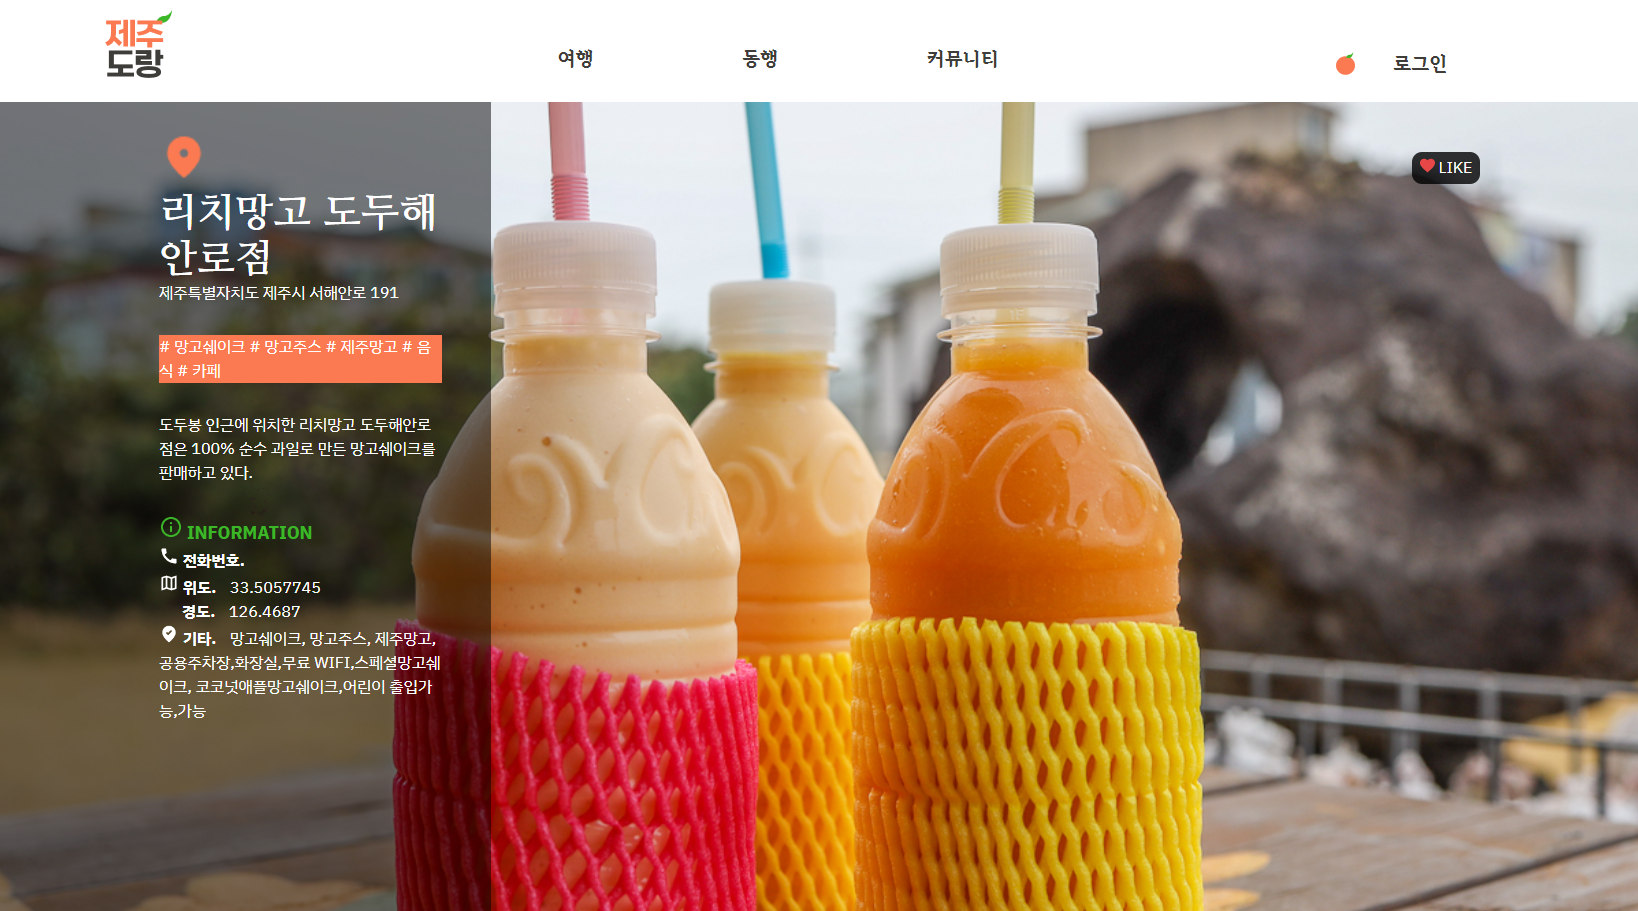 제주
도랑
여행
동행
커뮤니티
로그인
LIKE
리치망고 도두해
안로점
제주특별자치도 제주시 서해안로 191
# 망고쉐이크 # 망고주스 # 제주망고 # 음
식 # 카페
도두봉 인근에 위치한 리치망고 도두해안로
점은 100% 순수 과일로 만든 망고쉐이크를
판매하고 있다.
INFORMATION
전화번호.
위도. 33.5057745
경도. 126.4687
기타. 망고쉐이크, 망고주스, 제주망고,
공용주차장,화장실,무료 WIFI,스페셜망고쉐
이크, 코코넛애플망고쉐이크,어린이 출입가
능,가능